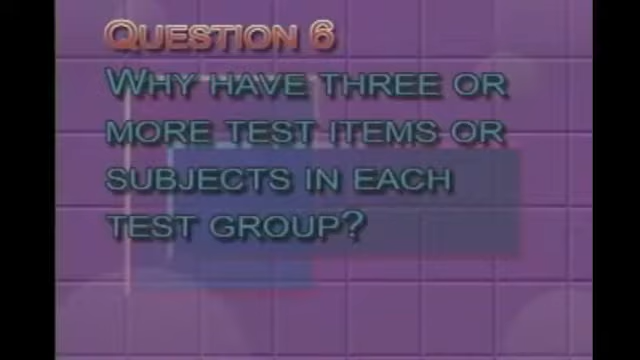 QUESTION 6
WHY HAVE THREE OR
MORE TEST ITEMS OR
SUBJECTS IN EACH
TEST GROUP?